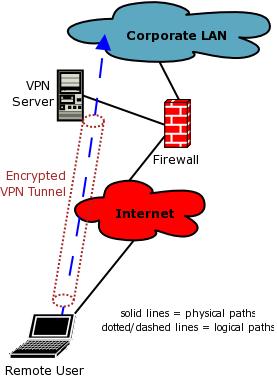 Corporate LAN
VPN
Server
Firewall
Encrypted
VPN Tunnel
Internet
solid lines = physical paths
dotted/dashed lines = logical paths
Remote User